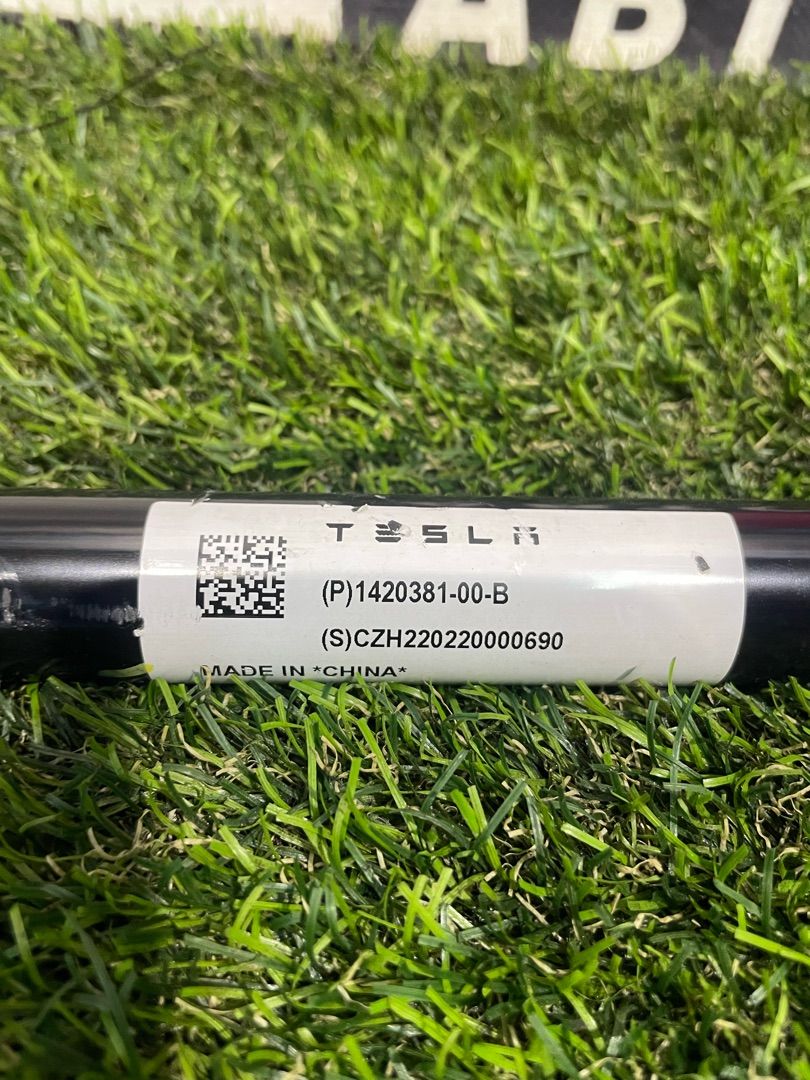 TESLA
(P)1420381-00-B
(S)CZH220220000690
MADE IN *CHINA*